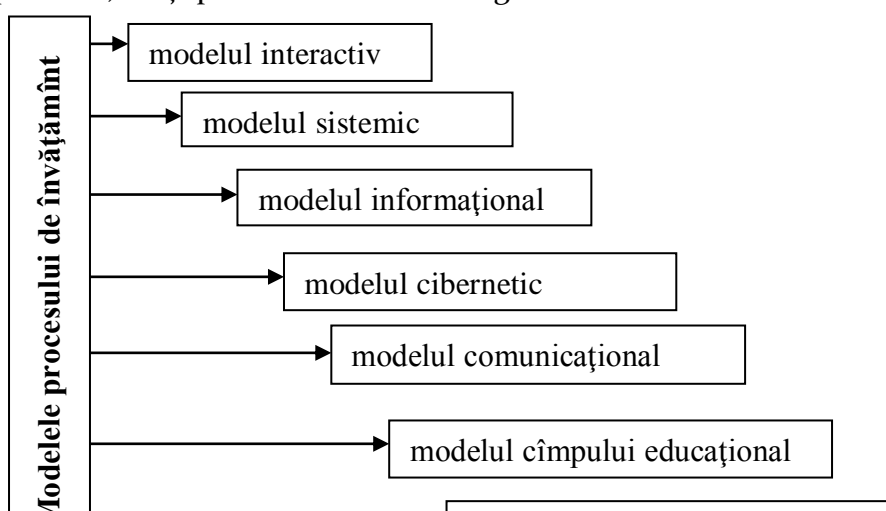 Modelele procesului de învăţămînt
modelul interactiv
modelul sistemic
modelul informaţional
modelul cibernetic
modelul comunicaţional
modelul cîmpului educaţional